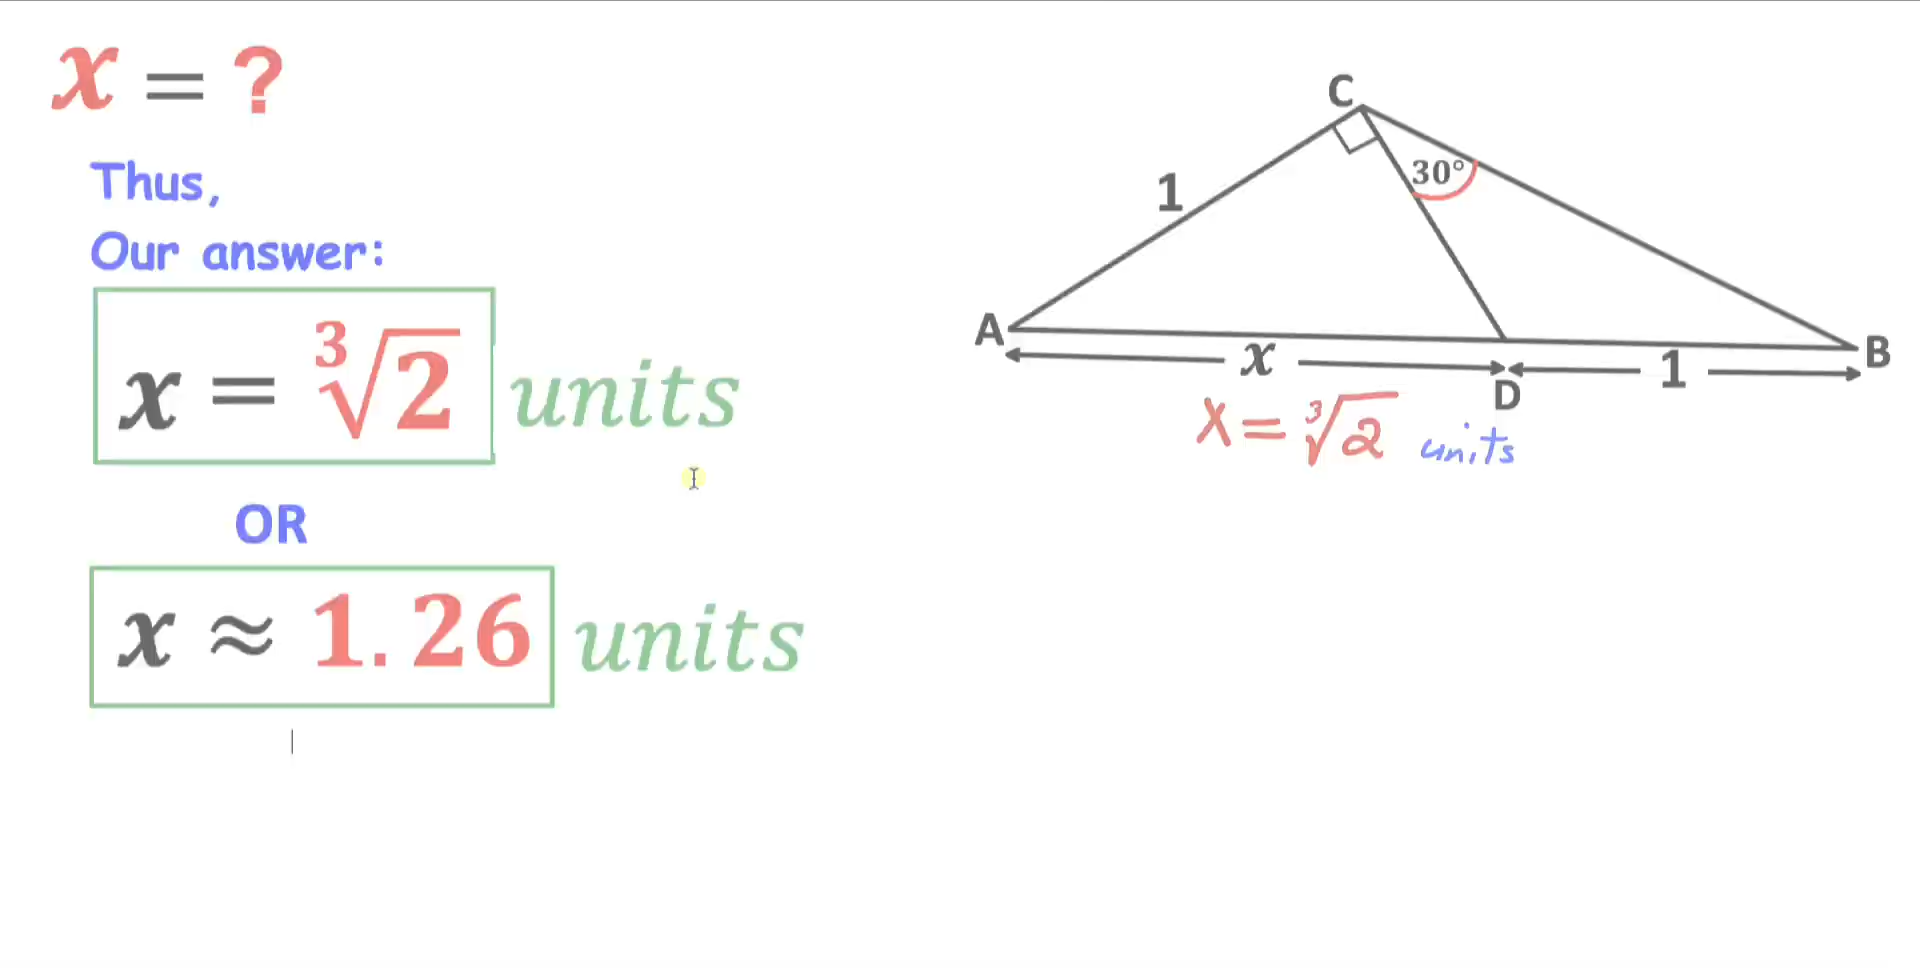 x = ?
Thus,
Our answer:
x = ∛2 units
OR
x ≈ 1.26 units
C
1
30°
A
B
x
1
D
X = ∛2 units